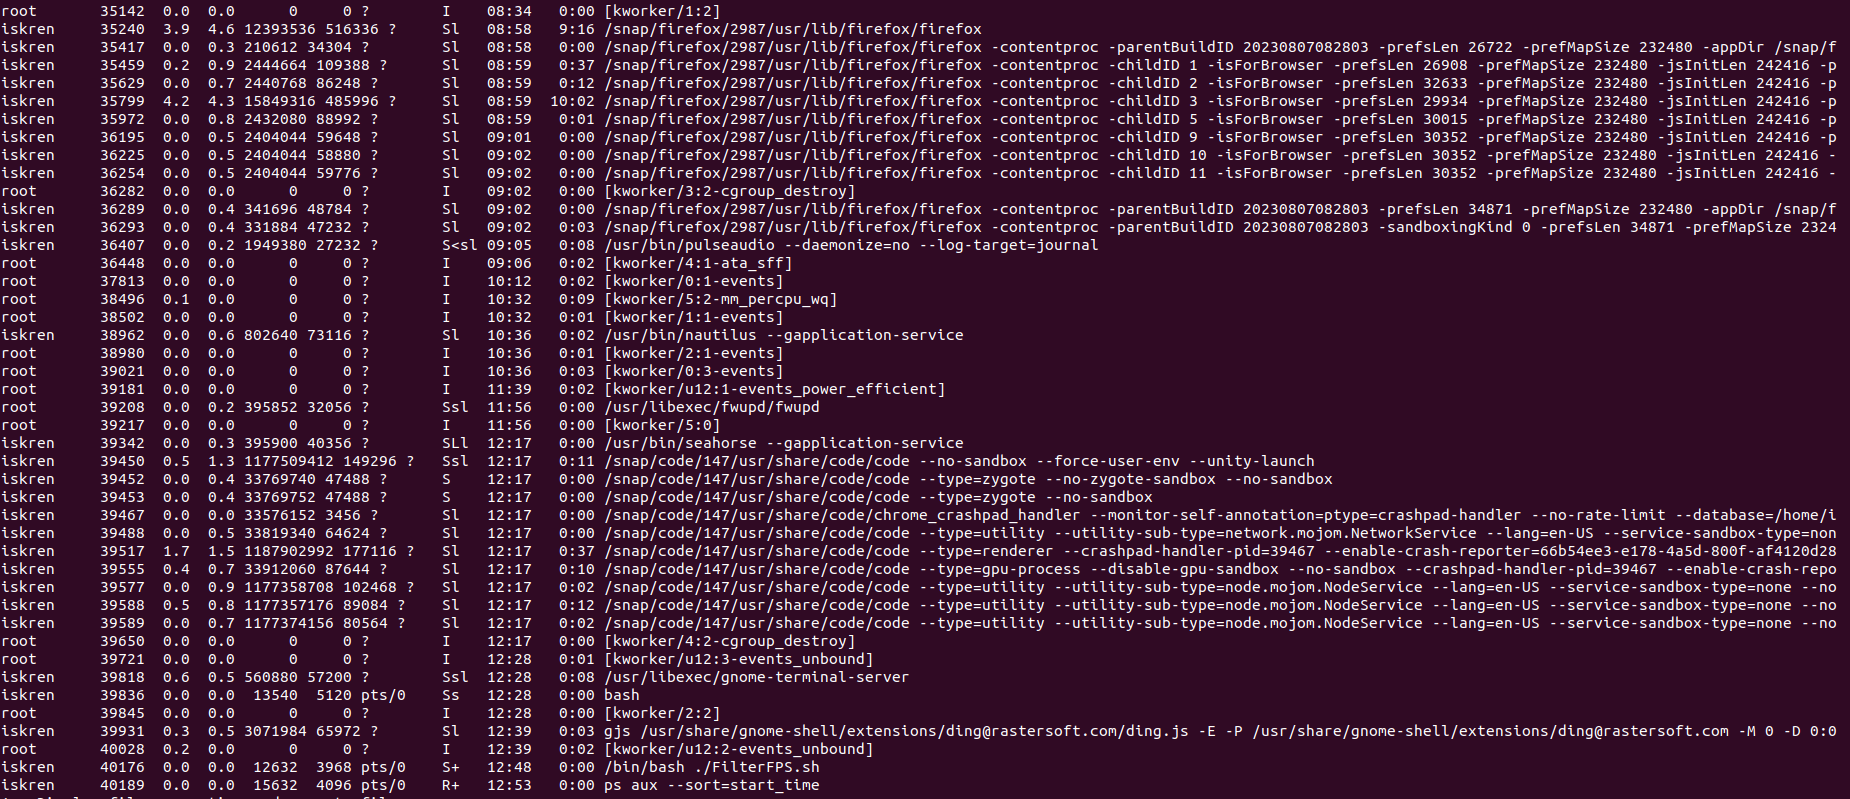 root       35142  0.0  0.0      0     0 ?        I    08:34   0:00 [kworker/1:2]
iskren     35240  3.9  4.6 12393536 516336 ?     Sl   08:58   9:16 /snap/firefox/2987/usr/lib/firefox/firefox
iskren     35417  0.0  0.3 210612 34304 ?        Sl   08:58   0:00 /snap/firefox/2987/usr/lib/firefox/firefox -contentproc -parentBuildID 20230807082803 -prefsLen 26722 -prefMapSize 232480 -appDir /snap/f
iskren     35459  0.2  0.9 2444664 109388 ?      Sl   08:59   0:37 /snap/firefox/2987/usr/lib/firefox/firefox -contentproc -childID 1 -isForBrowser -prefsLen 26908 -prefMapSize 232480 -jsInitLen 242416 -p
iskren     35629  0.0  0.7 2440768 86248 ?       Sl   08:59   0:12 /snap/firefox/2987/usr/lib/firefox/firefox -contentproc -childID 2 -isForBrowser -prefsLen 32633 -prefMapSize 232480 -jsInitLen 242416 -p
iskren     35799  4.2  4.3 15849316 485996 ?     Sl   08:59  10:02 /snap/firefox/2987/usr/lib/firefox/firefox -contentproc -childID 3 -isForBrowser -prefsLen 29934 -prefMapSize 232480 -jsInitLen 242416 -p
iskren     35972  0.0  0.8 2432080 88992 ?       Sl   08:59   0:01 /snap/firefox/2987/usr/lib/firefox/firefox -contentproc -childID 5 -isForBrowser -prefsLen 30015 -prefMapSize 232480 -jsInitLen 242416 -p
iskren     36195  0.0  0.5 2404044 59648 ?       Sl   09:01   0:00 /snap/firefox/2987/usr/lib/firefox/firefox -contentproc -childID 9 -isForBrowser -prefsLen 30352 -prefMapSize 232480 -jsInitLen 242416 -p
iskren     36225  0.0  0.5 2404044 58880 ?       Sl   09:02   0:00 /snap/firefox/2987/usr/lib/firefox/firefox -contentproc -childID 10 -isForBrowser -prefsLen 30352 -prefMapSize 232480 -jsInitLen 242416 -
iskren     36254  0.0  0.5 2404044 59776 ?       Sl   09:02   0:00 /snap/firefox/2987/usr/lib/firefox/firefox -contentproc -childID 11 -isForBrowser -prefsLen 30352 -prefMapSize 232480 -jsInitLen 242416 -
root       36282  0.0  0.0      0     0 ?        I    09:02   0:00 [kworker/3:2-cgroup_destroy]
iskren     36289  0.0  0.4 341696 48784 ?        Sl   09:02   0:00 /snap/firefox/2987/usr/lib/firefox/firefox -contentproc -parentBuildID 20230807082803 -prefsLen 34871 -prefMapSize 232480 -appDir /snap/f
iskren     36293  0.0  0.4 331884 47232 ?        Sl   09:02   0:03 /snap/firefox/2987/usr/lib/firefox/firefox -contentproc -parentBuildID 20230807082803 -sandboxingKind 0 -prefsLen 34871 -prefMapSize 2324
iskren     36407  0.0  0.2 1949380 27232 ?       S<sl 09:05   0:08 /usr/bin/pulseaudio --daemonize=no --log-target=journal
root       36448  0.0  0.0      0     0 ?        I    09:06   0:02 [kworker/4:1-ata_sff]
root       37813  0.0  0.0      0     0 ?        I    10:12   0:02 [kworker/0:1-events]
root       38496  0.1  0.0      0     0 ?        I    10:32   0:09 [kworker/5:2-mm_percpu_wq]
root       38502  0.0  0.0      0     0 ?        I    10:32   0:01 [kworker/1:1-events]
iskren     38962  0.0  0.6 802640 73116 ?        Sl   10:36   0:02 /usr/bin/nautilus --gapplication-service
root       38980  0.0  0.0      0     0 ?        I    10:36   0:01 [kworker/2:1-events]
root       39021  0.0  0.0      0     0 ?        I    10:36   0:03 [kworker/0:3-events]
root       39181  0.0  0.0      0     0 ?        I    11:39   0:02 [kworker/u12:1-events_power_efficient]
root       39208  0.0  0.2 395852 32056 ?        Ssl  11:56   0:00 /usr/libexec/fwupd/fwupd
root       39217  0.0  0.0      0     0 ?        I    11:56   0:00 [kworker/5:0]
iskren     39342  0.0  0.3 395900 40356 ?        SLl  12:17   0:00 /usr/bin/seahorse --gapplication-service
iskren     39450  0.5  1.3 1177509412 149296 ?   Ssl  12:17   0:11 /snap/code/147/usr/share/code/code --no-sandbox --force-user-env --unity-launch
iskren     39452  0.0  0.4 33769740 47488 ?      S    12:17   0:00 /snap/code/147/usr/share/code/code --type=zygote --no-zygote-sandbox --no-sandbox
iskren     39453  0.0  0.4 33769752 47488 ?      S    12:17   0:00 /snap/code/147/usr/share/code/code --type=zygote --no-sandbox
iskren     39467  0.0  0.0 33576152 3456 ?       Sl   12:17   0:00 /snap/code/147/usr/share/code/chrome_crashpad_handler --monitor-self-annotation=ptype=crashpad-handler --no-rate-limit --database=/home/i
iskren     39488  0.0  0.5 33819340 64624 ?      Sl   12:17   0:00 /snap/code/147/usr/share/code/code --type=utility --utility-sub-type=network.mojom.NetworkService --lang=en-US --service-sandbox-type=non
iskren     39517  1.7  1.5 1187902992 177116 ?   Sl   12:17   0:37 /snap/code/147/usr/share/code/code --type=renderer --crashpad-handler-pid=39467 --enable-crash-reporter=66b54ee3-e178-4a5d-800f-af4120d28
iskren     39555  0.4  0.7 33912060 87644 ?      Sl   12:17   0:10 /snap/code/147/usr/share/code/code --type=gpu-process --disable-gpu-sandbox --no-sandbox --crashpad-handler-pid=39467 --enable-crash-repo
iskren     39577  0.0  0.9 1177358708 102468 ?   Sl   12:17   0:02 /snap/code/147/usr/share/code/code --type=utility --utility-sub-type=node.mojom.NodeService --lang=en-US --service-sandbox-type=none --no
iskren     39588  0.5  0.8 1177357176 89084 ?    Sl   12:17   0:12 /snap/code/147/usr/share/code/code --type=utility --utility-sub-type=node.mojom.NodeService --lang=en-US --service-sandbox-type=none --no
iskren     39589  0.0  0.7 1177374156 80564 ?    Sl   12:17   0:02 /snap/code/147/usr/share/code/code --type=utility --utility-sub-type=node.mojom.NodeService --lang=en-US --service-sandbox-type=none --no
root       39650  0.0  0.0      0     0 ?        I    12:17   0:00 [kworker/4:2-cgroup_destroy]
root       39721  0.0  0.0      0     0 ?        I    12:28   0:01 [kworker/u12:3-events_unbound]
iskren     39818  0.6  0.5 560880 57200 ?        Ssl  12:28   0:08 /usr/libexec/gnome-terminal-server
iskren     39836  0.0  0.0  13540  5120 pts/0    Ss   12:28   0:00 bash
root       39845  0.0  0.0      0     0 ?        I    12:28   0:00 [kworker/2:2]
iskren     39931  0.3  0.5 3071984 65972 ?       Sl   12:39   0:03 gjs /usr/share/gnome-shell/extensions/ding@rastersoft.com/ding.js -E -P /usr/share/gnome-shell/extensions/ding@rastersoft.com -M 0 -D 0:0
root       40028  0.2  0.0      0     0 ?        I    12:39   0:02 [kworker/u12:2-events_unbound]
iskren     40176  0.0  0.0  12632  3968 pts/0    S+   12:48   0:00 /bin/bash ./FilterFPS.sh
iskren     40189  0.0  0.0  15632  4096 pts/0    R+   12:53   0:00 ps aux --sort=start_time